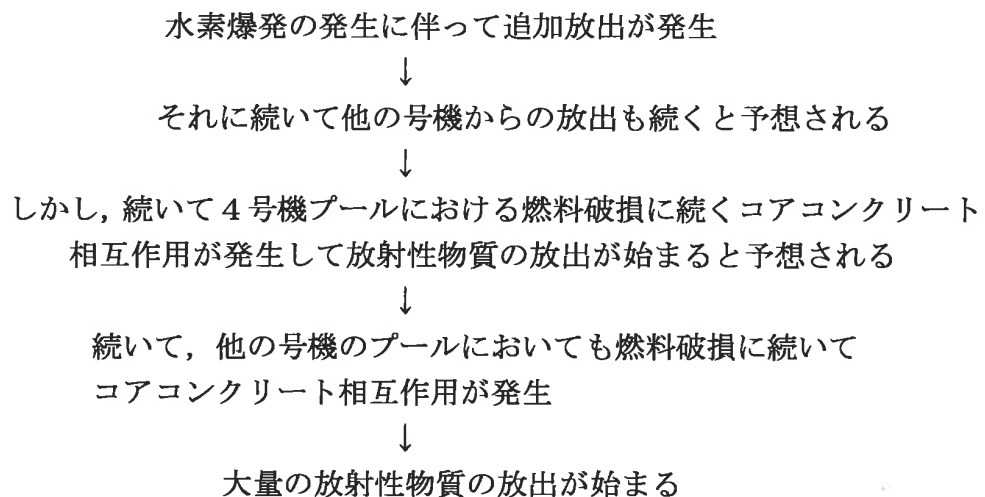 水素爆発の発生に伴って追加放出が発生
↓
それに続いて他の号機からの放出も続くと予想される
↓
しかし，続いて４号機プールにおける燃料破損に続くコアコンクリート
相互作用が発生して放射性物質の放出が始まると予想される
↓
続いて，他の号機のプールにおいても燃料破損に続いて
コアコンクリート相互作用が発生
↓
大量の放射性物質の放出が始まる